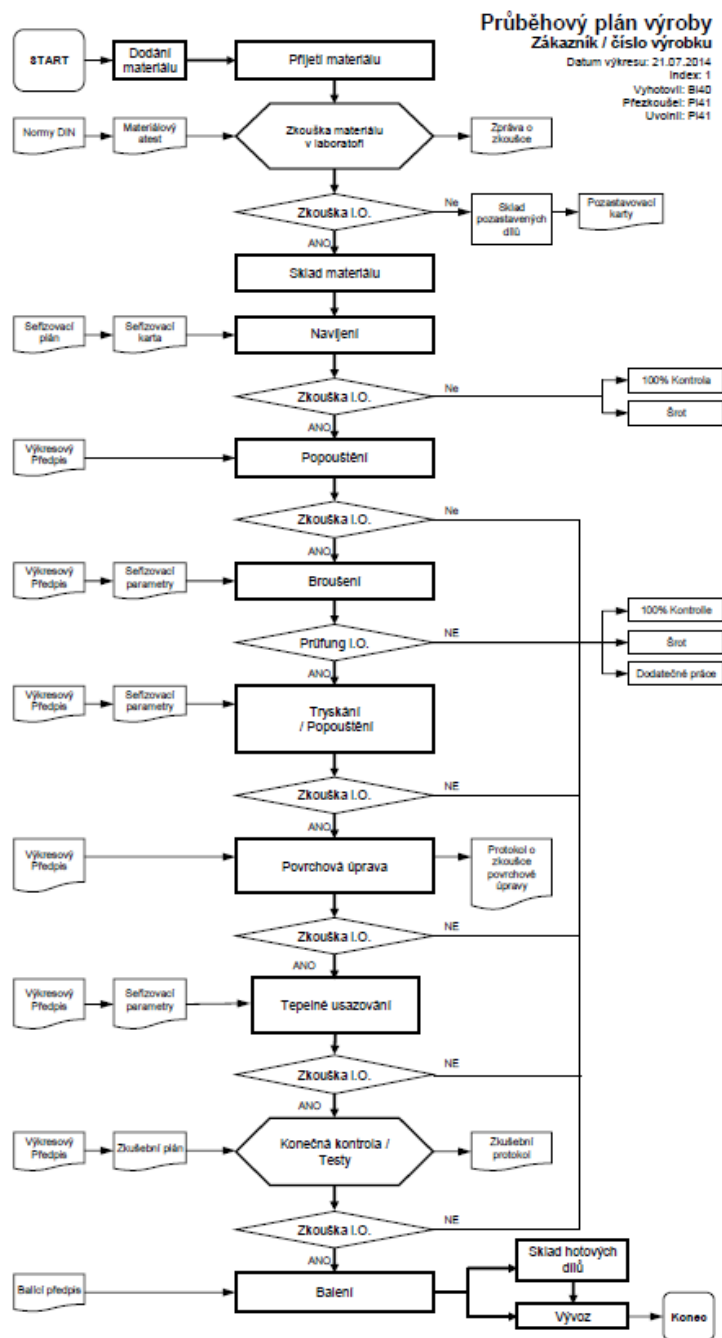 Průběhový plán výroby
Zákazník / číslo výrobku
Datum výkresu: 21.07.2014
Index: 1
Vyhotovil: BI40
Přezkoušel: PI41
Uvolnil: PI41
START
Dodání
materiálu
Přijetí materiálu
Normy DIN
Materiálový
atest
Zkouška materiálu
v laboratoři
Zpráva o
zkoušce
Zkouška I.O.
Ne
Sklad
pozastavených
dílů
Pozastavovací
karty
ANO
Sklad materiálu
Seřizovací
plán
Seřizovací
karta
Navíjení
Zkouška I.O.
Ne
100% Kontrola
Šrot
ANO
Výkresový
Předpis
Popouštění
Zkouška I.O.
Ne
ANO
Výkresový
Předpis
Seřizovací
parametry
Broušení
Prüfung I.O.
NE
100% Kontrolle
Šrot
Dodatečné práce
ANO
Výkresový
Předpis
Seřizovací
parametry
Tryskání
/ Popouštění
Zkouška I.O.
NE
ANO
Výkresový
Předpis
Povrchová úprava
Protokol o
zkoušce
povrchové
úpravy
Zkouška I.O.
NE
ANO
Výkresový
Předpis
Seřizovací
parametry
Tepelné usazování
Zkouška I.O.
NE
ANO
Výkresový
Předpis
Zkušební plán
Konečná kontrola /
Testy
Zkušební
protokol
Zkouška I.O.
NE
ANO
Balící předpis
Balení
Sklad hotových
dílů
Vývoz
Konec